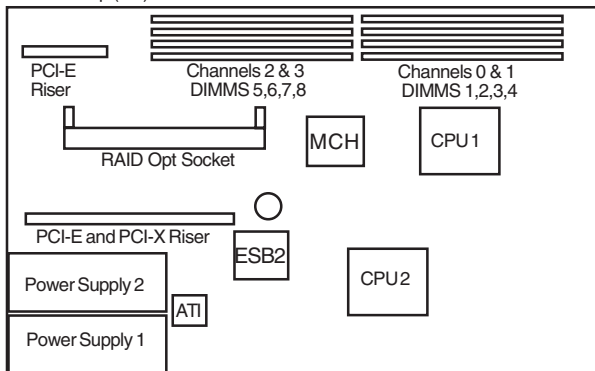 PCI-E
Riser
Channels 2 & 3
DIMMS 5,6,7,8
Channels 0 & 1
DIMMS 1,2,3,4
RAID Opt Socket
MCH
CPU1
PCI-E and PCI-X Riser
ESB2
CPU2
Power Supply 2
ATI
Power Supply 1